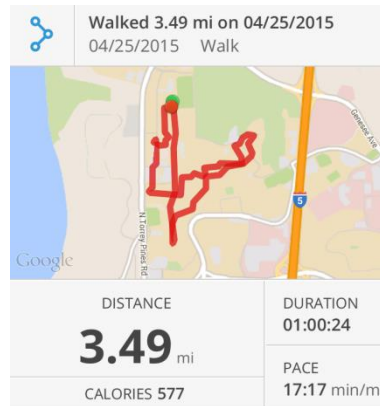 Walked 3.49 mi on 04/25/2015
04/25/2015 Walk
Genesee Ave
5
N Torrey Pines Rd
Google
DISTANCE
3.49 mi
CALORIES 577
DURATION
01:00:24
PACE
17:17 min/m